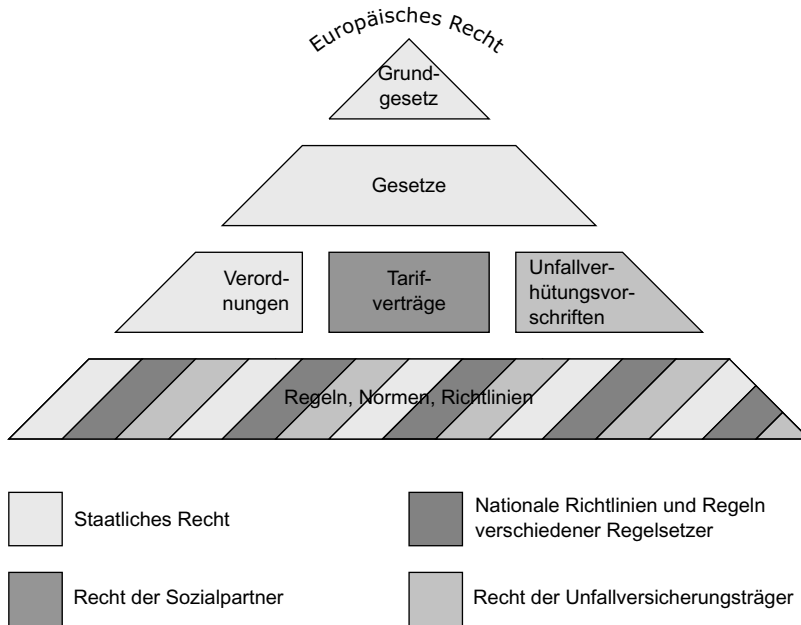 Europäisches Recht
Grund-
gesetz
Gesetze
Verord-
nungen
Tarif-
verträge
Unfallver-
hütungsvor-
schriften
Regeln, Normen, Richtlinien
Staatliches Recht
Nationale Richtlinien und Regeln
verschiedener Regelsetzer
Recht der Sozialpartner
Recht der Unfallversicherungsträger